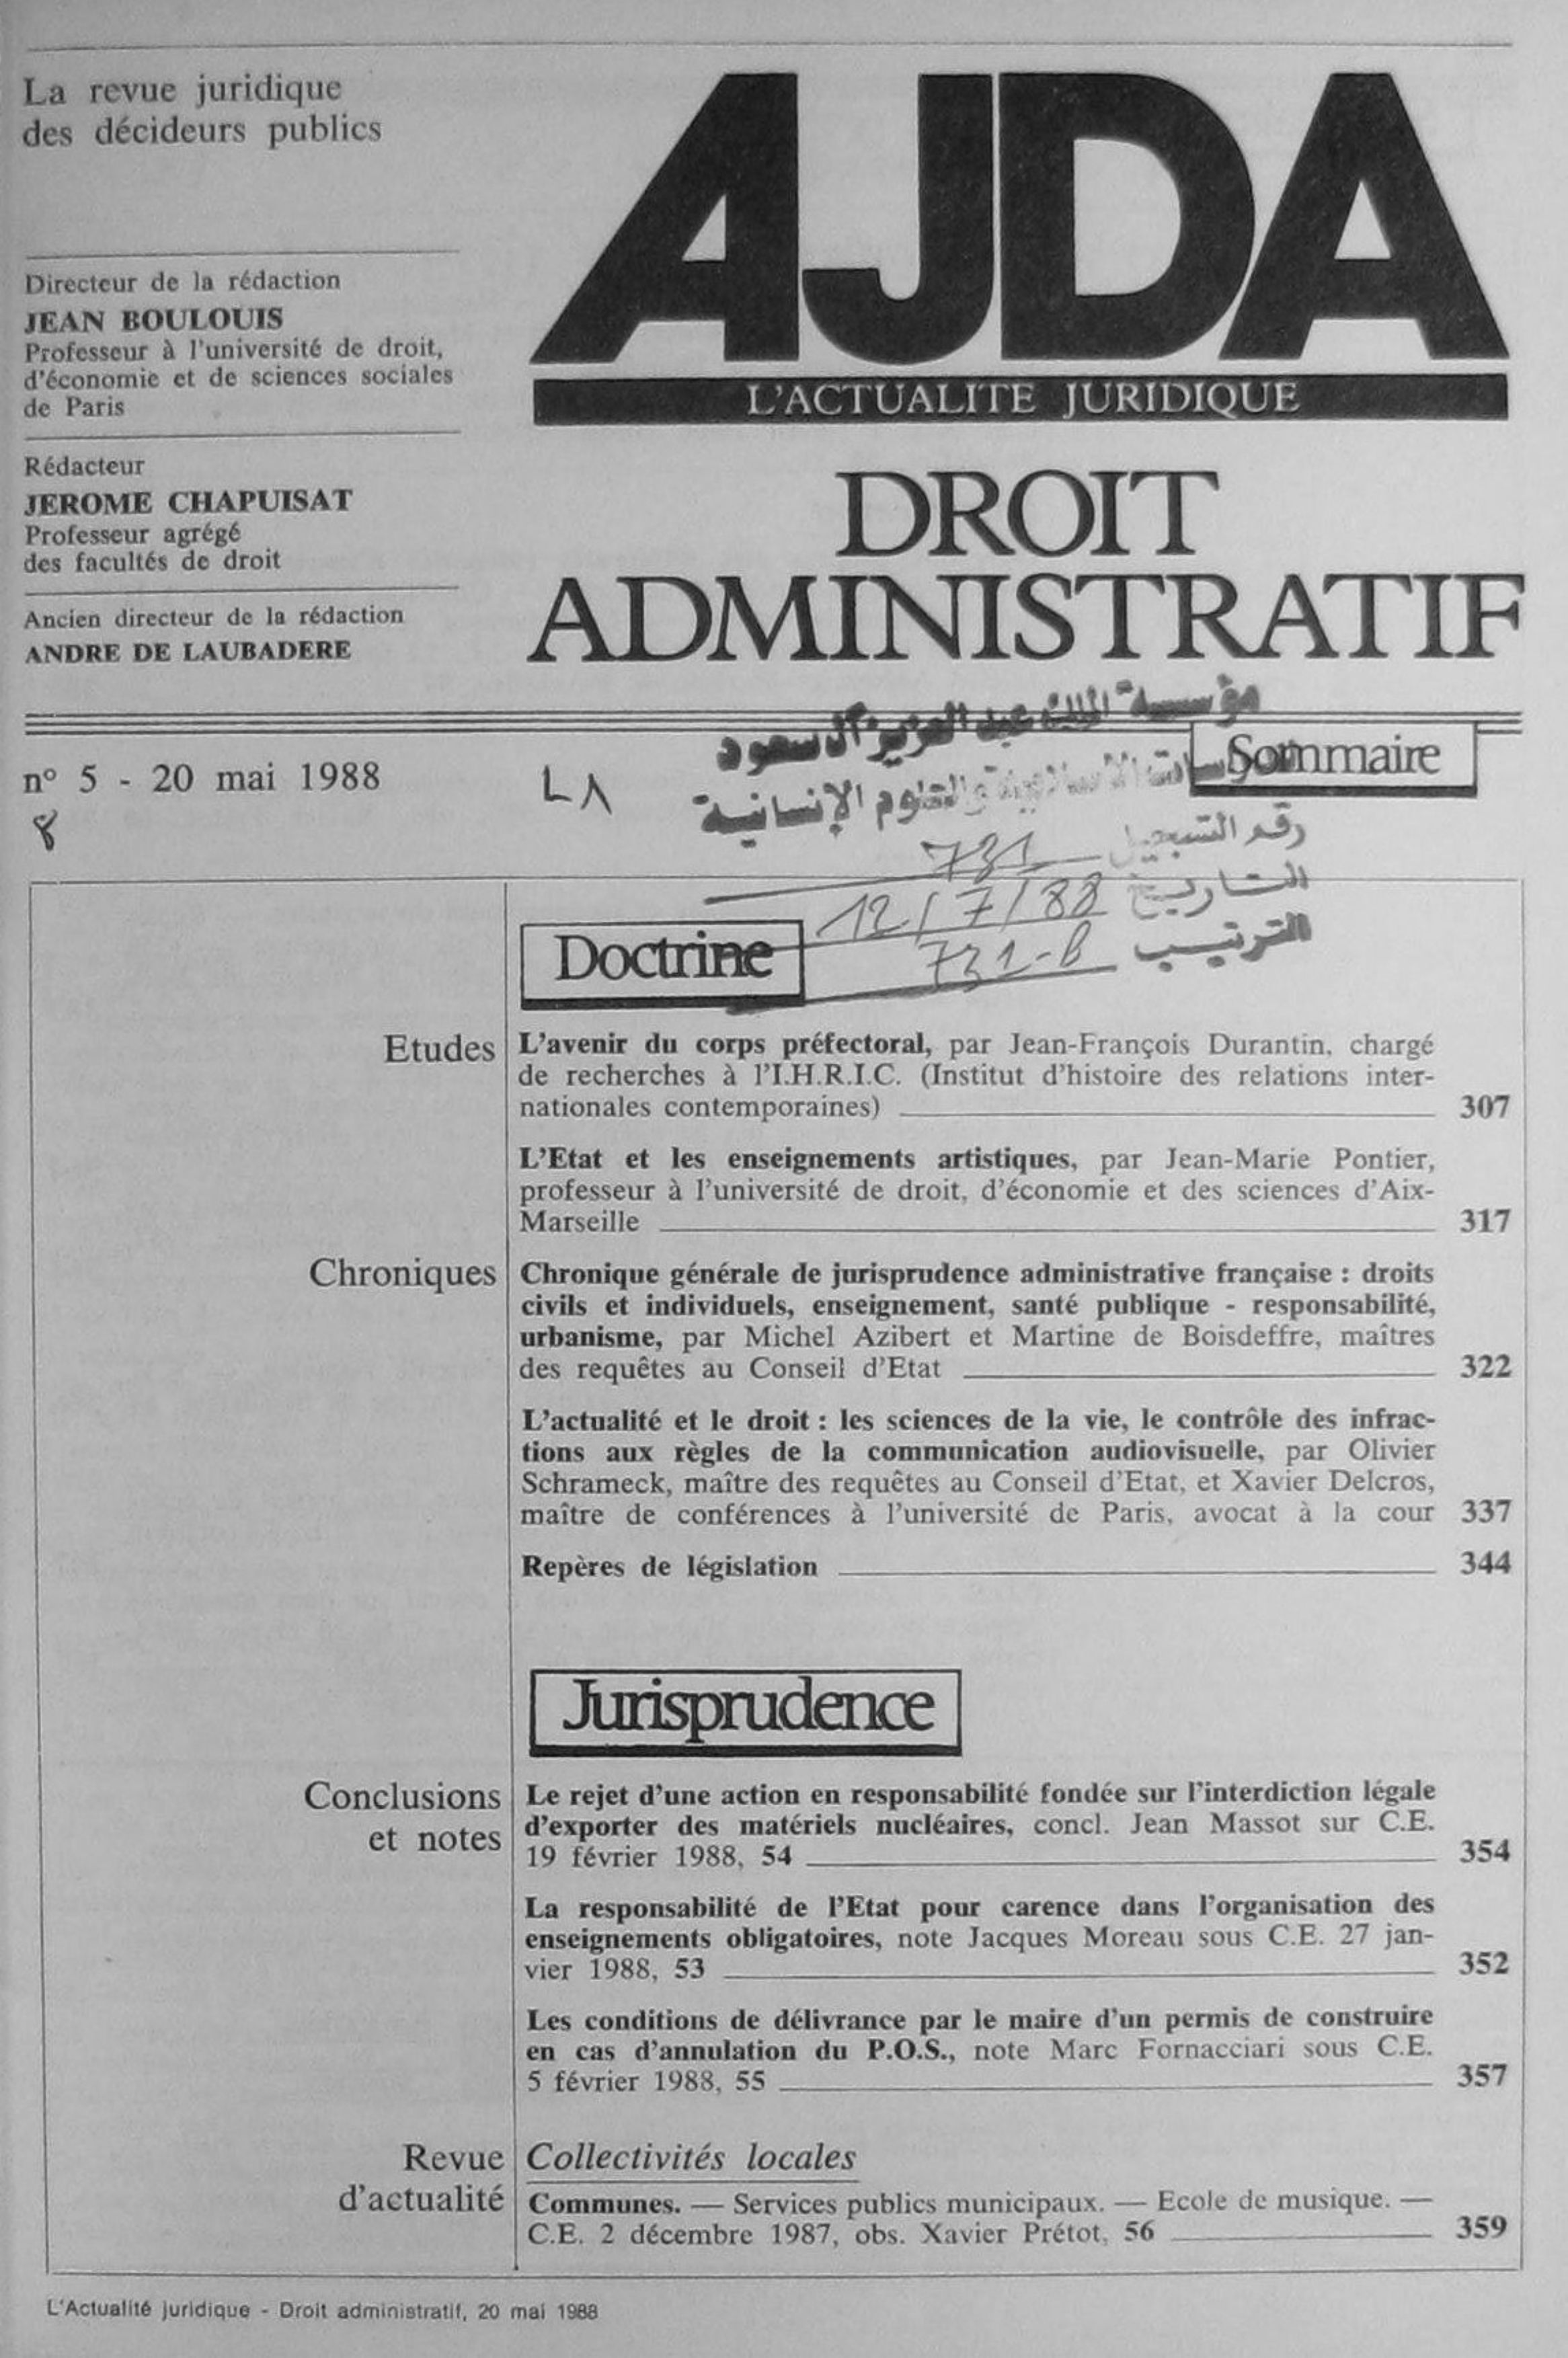 La revue juridique
des décideurs publics
Directeur de la rédaction
JEAN BOULOUIS
Professeur à l'université de droit,
d'économie et de sciences sociales
de Paris
Rédacteur
JEROME CHAPUISAT
Professeur agrégé
des facultés de droit
Ancien directeur de la rédaction
ANDRE DE LAUBADERE
AJDA
L'ACTUALITE JURIDIQUE
DROIT
ADMINISTRATIF
مؤسسة الملك عبد العزيز آل سعود
والعلوم الإنسانية
n° 5 - 20 mai 1988
8
Sommaire
رقم التسجيل 731
التاريخ 12/7/88
الترتيب 731-B
Doctrine
Etudes
L'avenir du corps préfectoral, par Jean-François Durantin, chargé
de recherches à l'I.H.R.I.C. (Institut d'histoire des relations inter-
nationales contemporaines) 307
L'Etat et les enseignements artistiques, par Jean-Marie Pontier,
professeur à l'université de droit, d'économie et des sciences d'Aix-
Marseille 317
Chroniques
Chronique générale de jurisprudence administrative française : droits
civils et individuels, enseignement, santé publique - responsabilité,
urbanisme, par Michel Azibert et Martine de Boisdeffre, maîtres
des requêtes au Conseil d'Etat 322
L'actualité et le droit : les sciences de la vie, le contrôle des infrac-
tions aux règles de la communication audiovisuelle, par Olivier
Schrameck, maître des requêtes au Conseil d'Etat, et Xavier Delcros,
maître de conférences à l'université de Paris, avocat à la cour 337
Repères de législation 344
Jurisprudence
Conclusions
et notes
Le rejet d'une action en responsabilité fondée sur l'interdiction légale
d'exporter des matériels nucléaires, concl. Jean Massot sur C.E.
19 février 1988, 54 354
La responsabilité de l'Etat pour carence dans l'organisation des
enseignements obligatoires, note Jacques Moreau sous C.E. 27 jan-
vier 1988, 53 352
Les conditions de délivrance par le maire d'un permis de construire
en cas d'annulation du P.O.S., note Marc Fornacciari sous C.E.
5 février 1988, 55 357
Revue
d'actualité
Collectivités locales
Communes. — Services publics municipaux. — Ecole de musique. —
C.E. 2 décembre 1987, obs. Xavier Prétot, 56 359
L'Actualité juridique - Droit administratif, 20 mai 1988